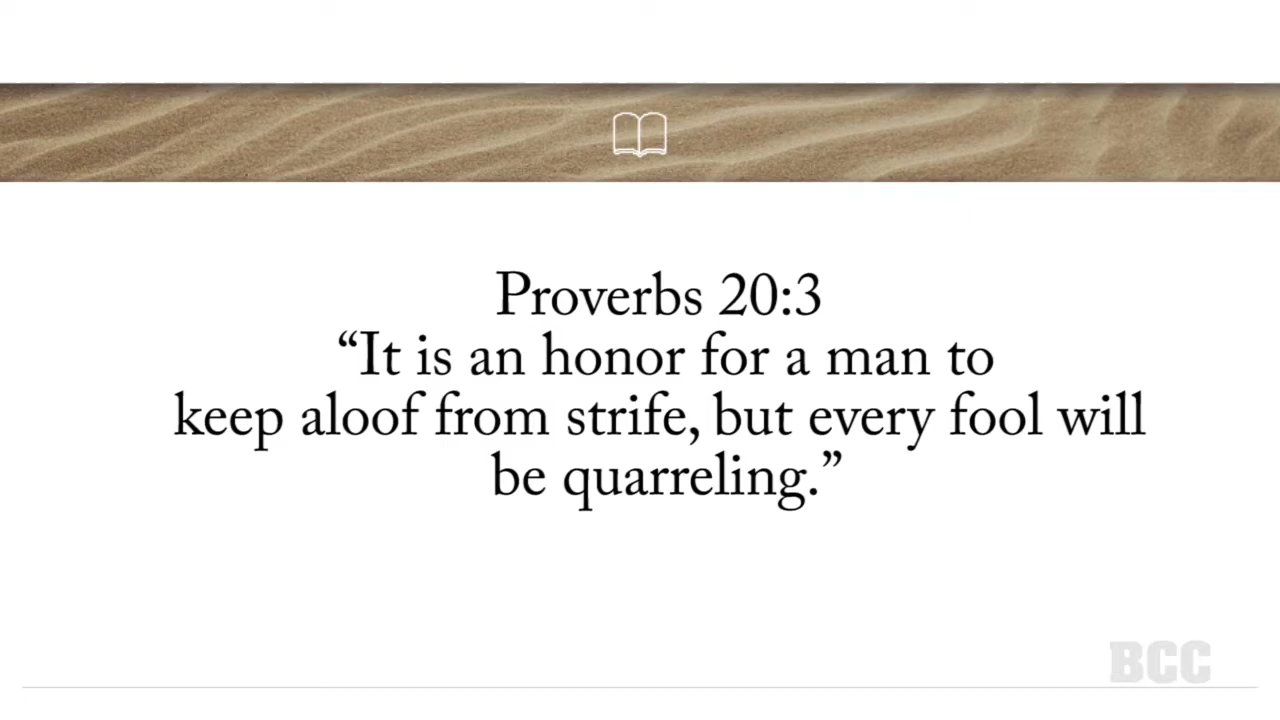 Proverbs 20:3
“It is an honor for a man to
keep aloof from strife, but every fool will
be quarreling.”
BCC